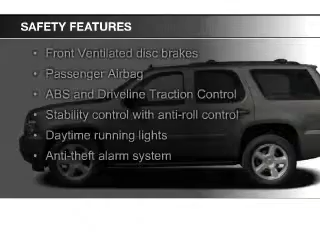 SAFETY FEATURES
• Front Ventilated disc brakes
• Passenger Airbag
• ABS and Driveline Traction Control
• Stability control with anti-roll control
• Daytime running lights
• Anti-theft alarm system